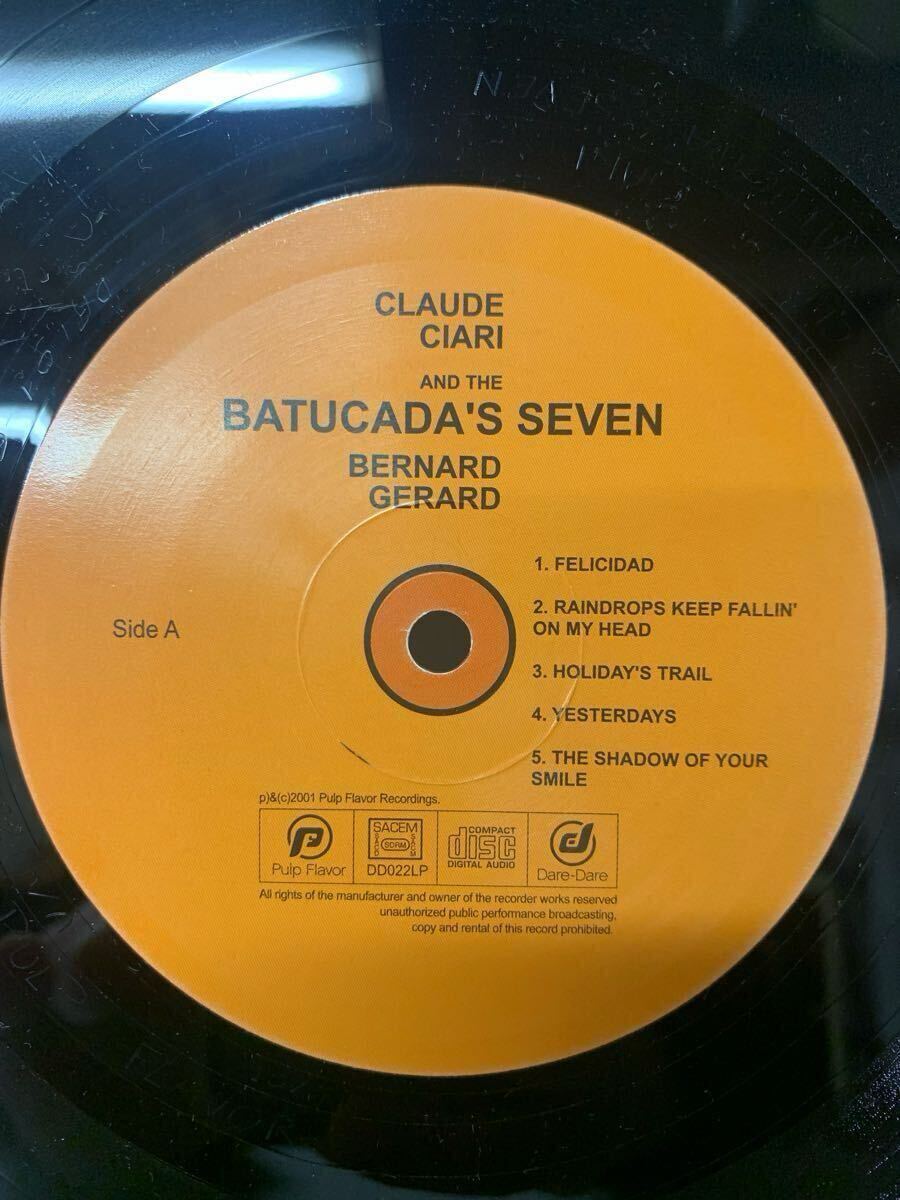 CLAUDE
CIARI
AND THE
BATUCADA'S SEVEN
BERNARD
GERARD
Side A
1. FELICIDAD
2. RAINDROPS KEEP FALLIN'
ON MY HEAD
3. HOLIDAY'S TRAIL
4. YESTERDAYS
5. THE SHADOW OF YOUR
SMILE
p)&(c)2001 Pulp Flavor Recordings.
Pulp Flavor
SACEM
SDRM
DD022LP
COMPACT
disc
DIGITAL AUDIO
Dare-Dare
All rights of the manufacturer and owner of the recorder works reserved
unauthorized public performance broadcasting,
copy and rental of this record prohibited.